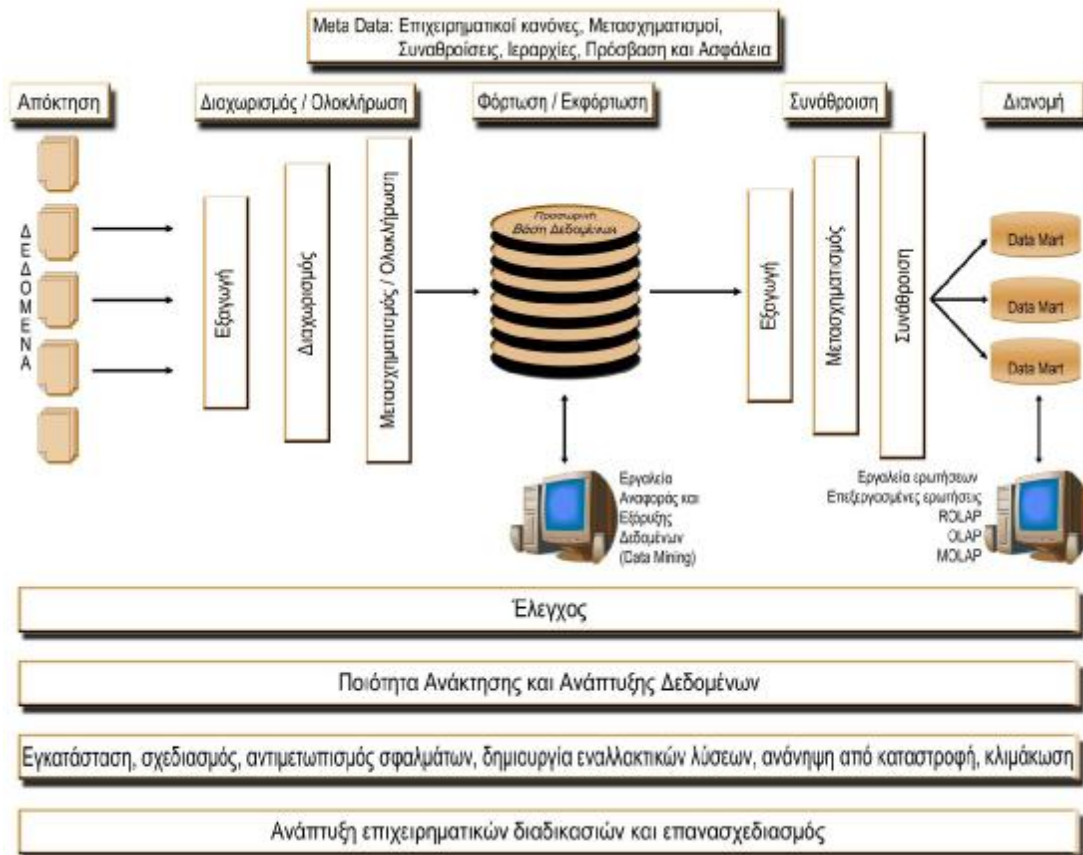 Meta Data: Επιχειρηματικοί κανόνες, Μετασχηματισμοί,
Συναθροίσεις, Ιεραρχίες, Πρόσβαση και Ασφάλεια
Απόκτηση
Διαχωρισμός / Ολοκλήρωση
Φόρτωση / Εκφόρτωση
Συνάθροιση
Διανομή
ΔΕΔΟΜΕΝΑ
Εξαγωγή
Διαχωρισμός
Μετασχηματισμός / Ολοκλήρωση
Προσωρινή
Βάση Δεδομένων
Εξαγωγή
Μετασχηματισμός
Συνάθροιση
Data Mart
Data Mart
Data Mart
Εργαλεία
Αναφοράς και
Εξόρυξης
Δεδομένων
(Data Mining)
Εργαλεία ερωτήσεων
Επεξεργασμένες ερωτήσεις
ROLAP
OLAP
MOLAP
Έλεγχος
Ποιότητα Ανάκτησης και Ανάπτυξης Δεδομένων
Εγκατάσταση, σχεδιασμός, αντιμετωπισμός σφαλμάτων, δημιουργία εναλλακτικών λύσεων, ανάνηψη από καταστροφή, κλιμάκωση
Ανάπτυξη επιχειρηματικών διαδικασιών και επανασχεδιασμός